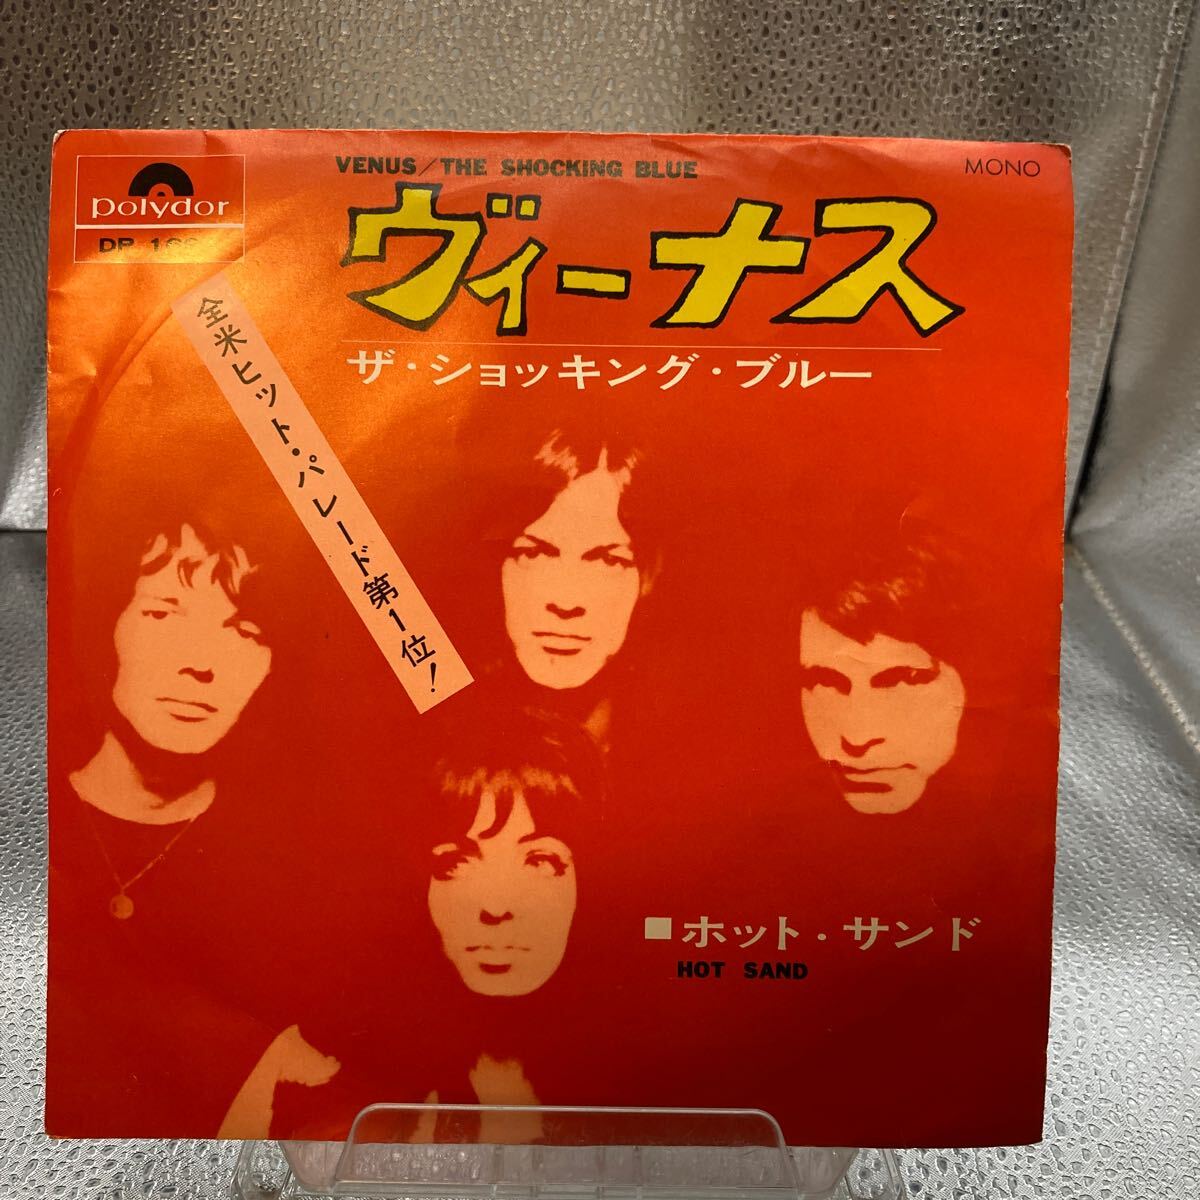 VENUS/THE SHOCKING BLUE
MONO
polydor
ヴィーナス
ザ・ショッキング・ブルー
全米ヒット・パレード第1位!
■ホット・サンド
HOT SAND